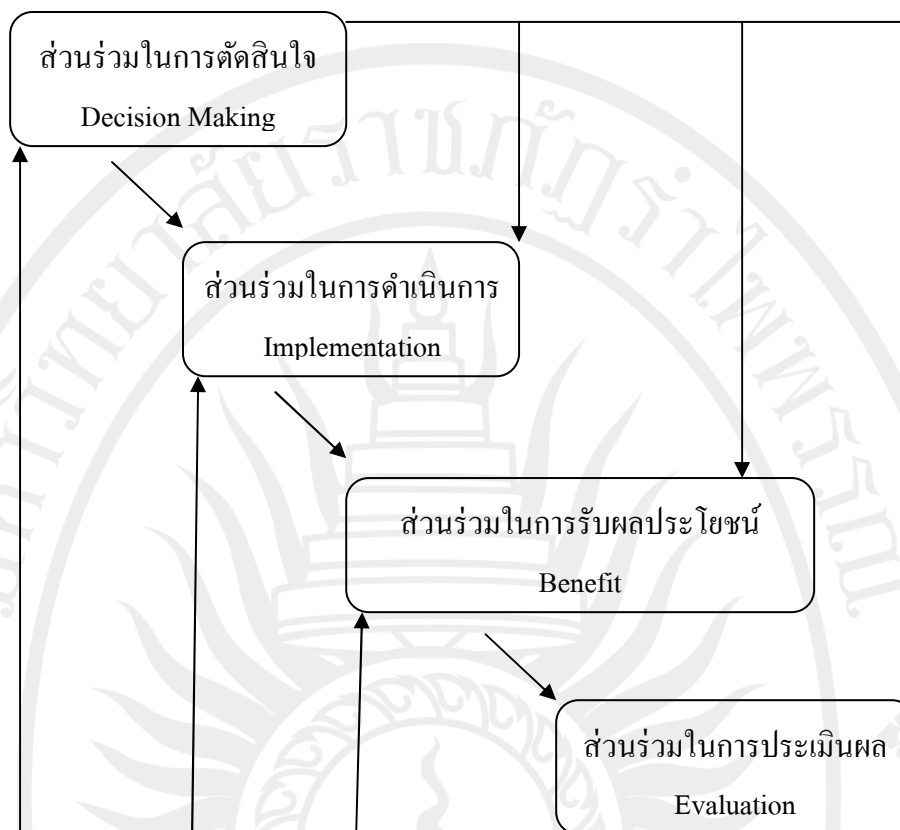 ส่วนร่วมในการตัดสินใจ
Decision Making
ส่วนร่วมในการดำเนินการ
Implementation
ส่วนร่วมในการรับผลประโยชน์
Benefit
ส่วนร่วมในการประเมินผล
Evaluation